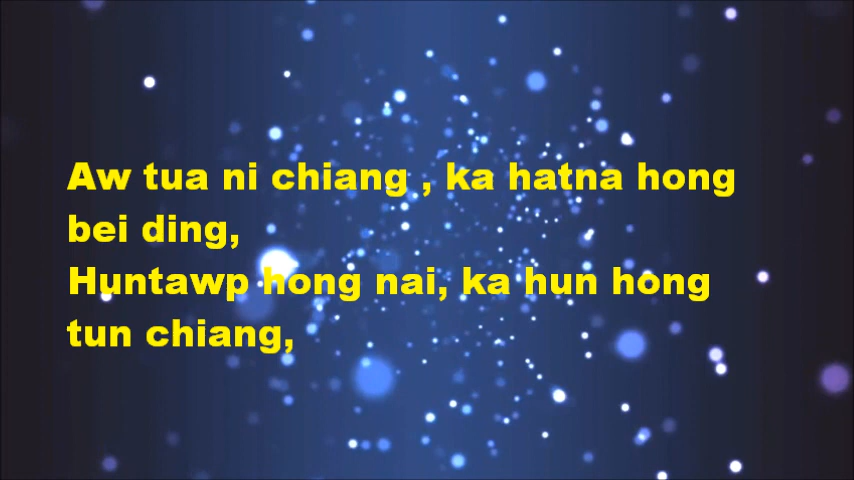 Aw tua ni chiang , ka hatna hong
bei ding,
Huntawp hong nai, ka hun hong
tun chiang,